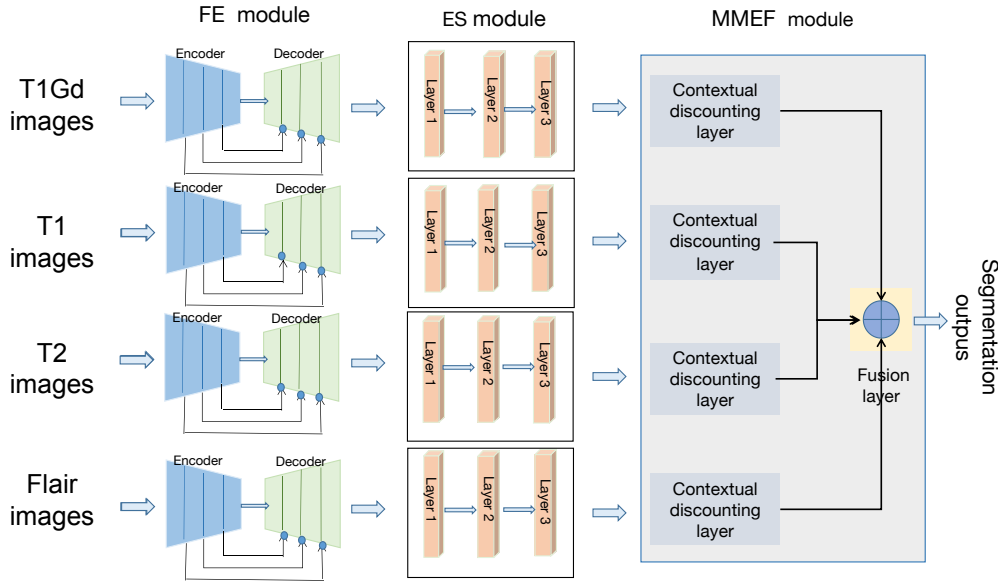 FE module
ES module
MMEF module
T1Gd
images
Encoder
Decoder
Layer 1
Layer 2
Layer 3
Contextual
discounting
layer
T1
images
Encoder
Decoder
Layer 1
Layer 2
Layer 3
Contextual
discounting
layer
T2
images
Encoder
Decoder
Layer 1
Layer 2
Layer 3
Contextual
discounting
layer
Flair
images
Encoder
Decoder
Layer 1
Layer 2
Layer 3
Contextual
discounting
layer
Fusion
layer
Segmentation
outpus